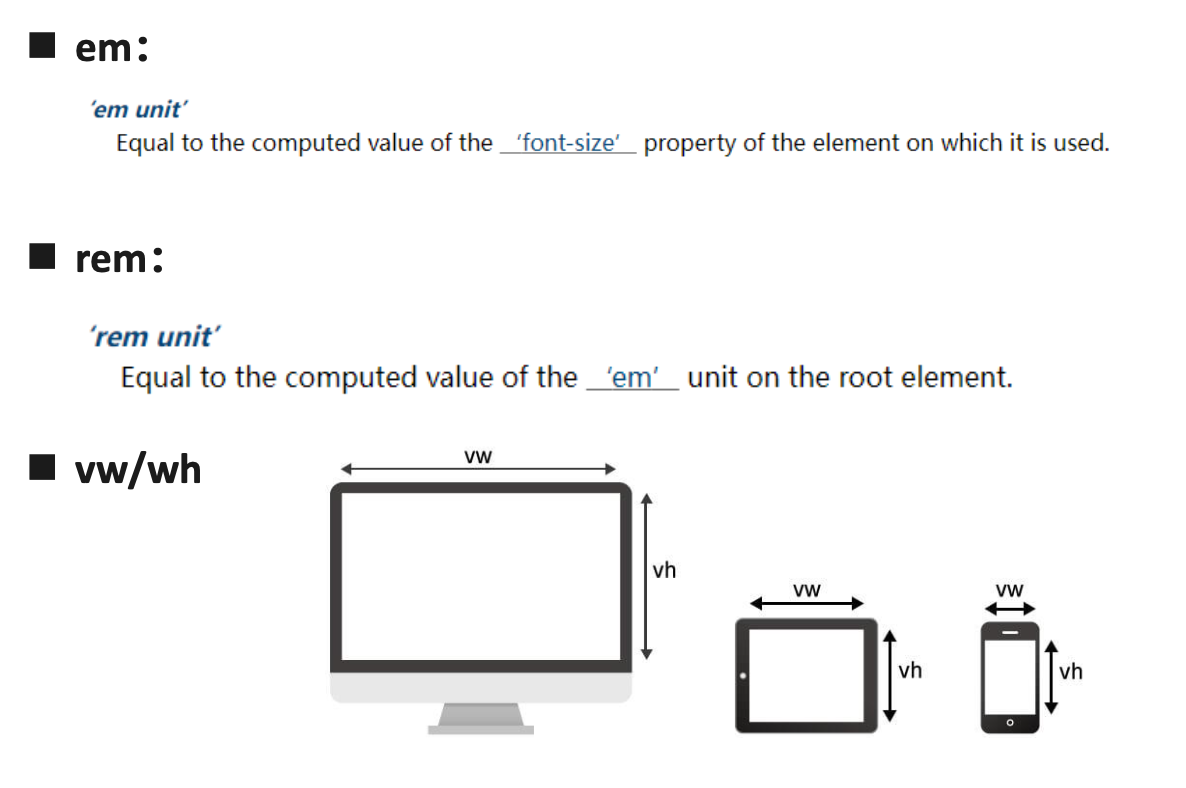 ■ em：
‘em unit’
Equal to the computed value of the ‘font-size’ property of the element on which it is used.
■ rem：
‘rem unit’
Equal to the computed value of the ‘em’ unit on the root element.
■ vw/wh
vw
vh
vw
vh
vw
vh